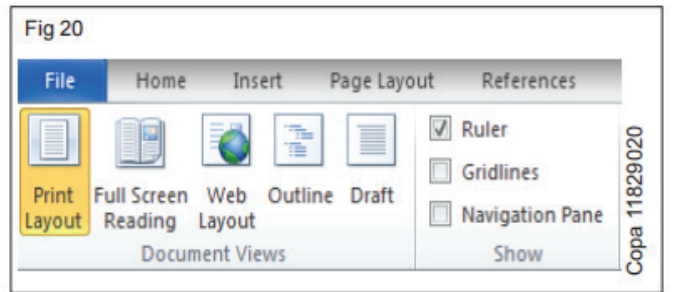 Fig 20
File Home Insert Page Layout References
Print Layout
Full Screen Reading
Web Layout
Outline
Draft
Document Views
Ruler
Gridlines
Navigation Pane
Show
Copa 11829020